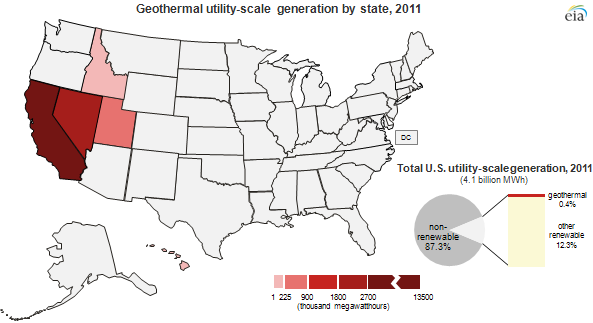 Geothermal utility-scale generation by state, 2011
eia
DC
Total U.S. utility-scalegeneration, 2011
(4.1 billion MWh)
geothermal
0.4%
non-
renewable
87.3%
other
renewable
12.3%
1 225 900 1800 2700 13500
(thousand megawatthours)